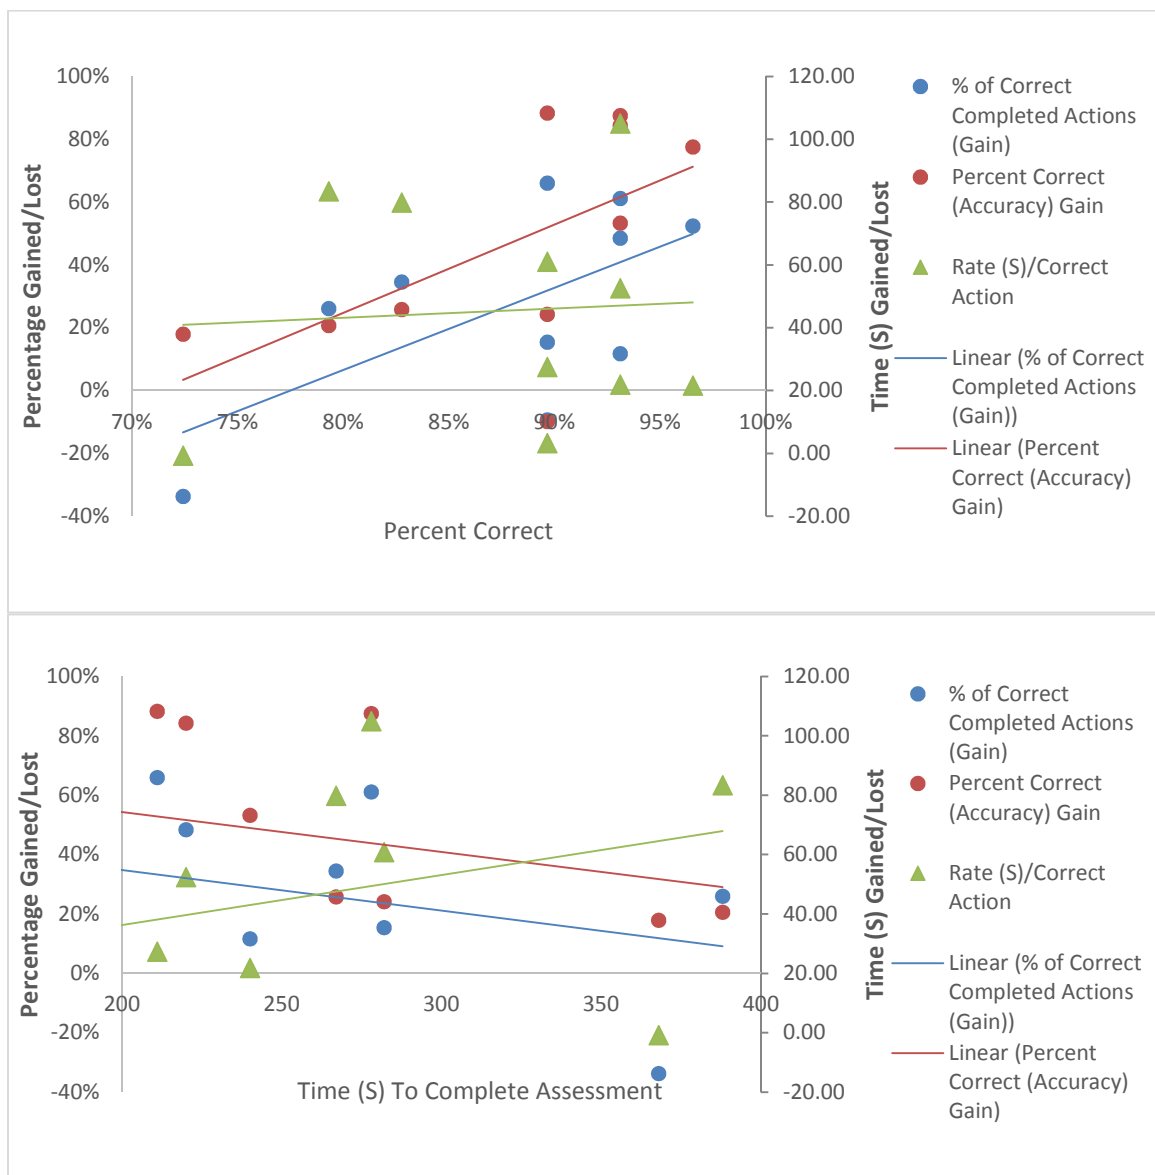 100%
80%
60%
40%
20%
0%
-20%
-40%
Percentage Gained/Lost
70%
75%
80%
85%
90%
95%
100%
Percent Correct
120.00
100.00
80.00
60.00
40.00
20.00
0.00
-20.00
Time (S) Gained/Lost
% of Correct
Completed Actions
(Gain)
Percent Correct
(Accuracy) Gain
Rate (S)/Correct
Action
Linear (% of Correct
Completed Actions
(Gain))
Linear (Percent
Correct (Accuracy)
Gain)
100%
80%
60%
40%
20%
0%
-20%
-40%
Percentage Gained/Lost
200
250
300
350
400
Time (S) To Complete Assessment
120.00
100.00
80.00
60.00
40.00
20.00
0.00
-20.00
Time (S) Gained/Lost
% of Correct
Completed Actions
(Gain)
Percent Correct
(Accuracy) Gain
Rate (S)/Correct
Action
Linear (% of Correct
Completed Actions
(Gain))
Linear (Percent
Correct (Accuracy)
Gain)